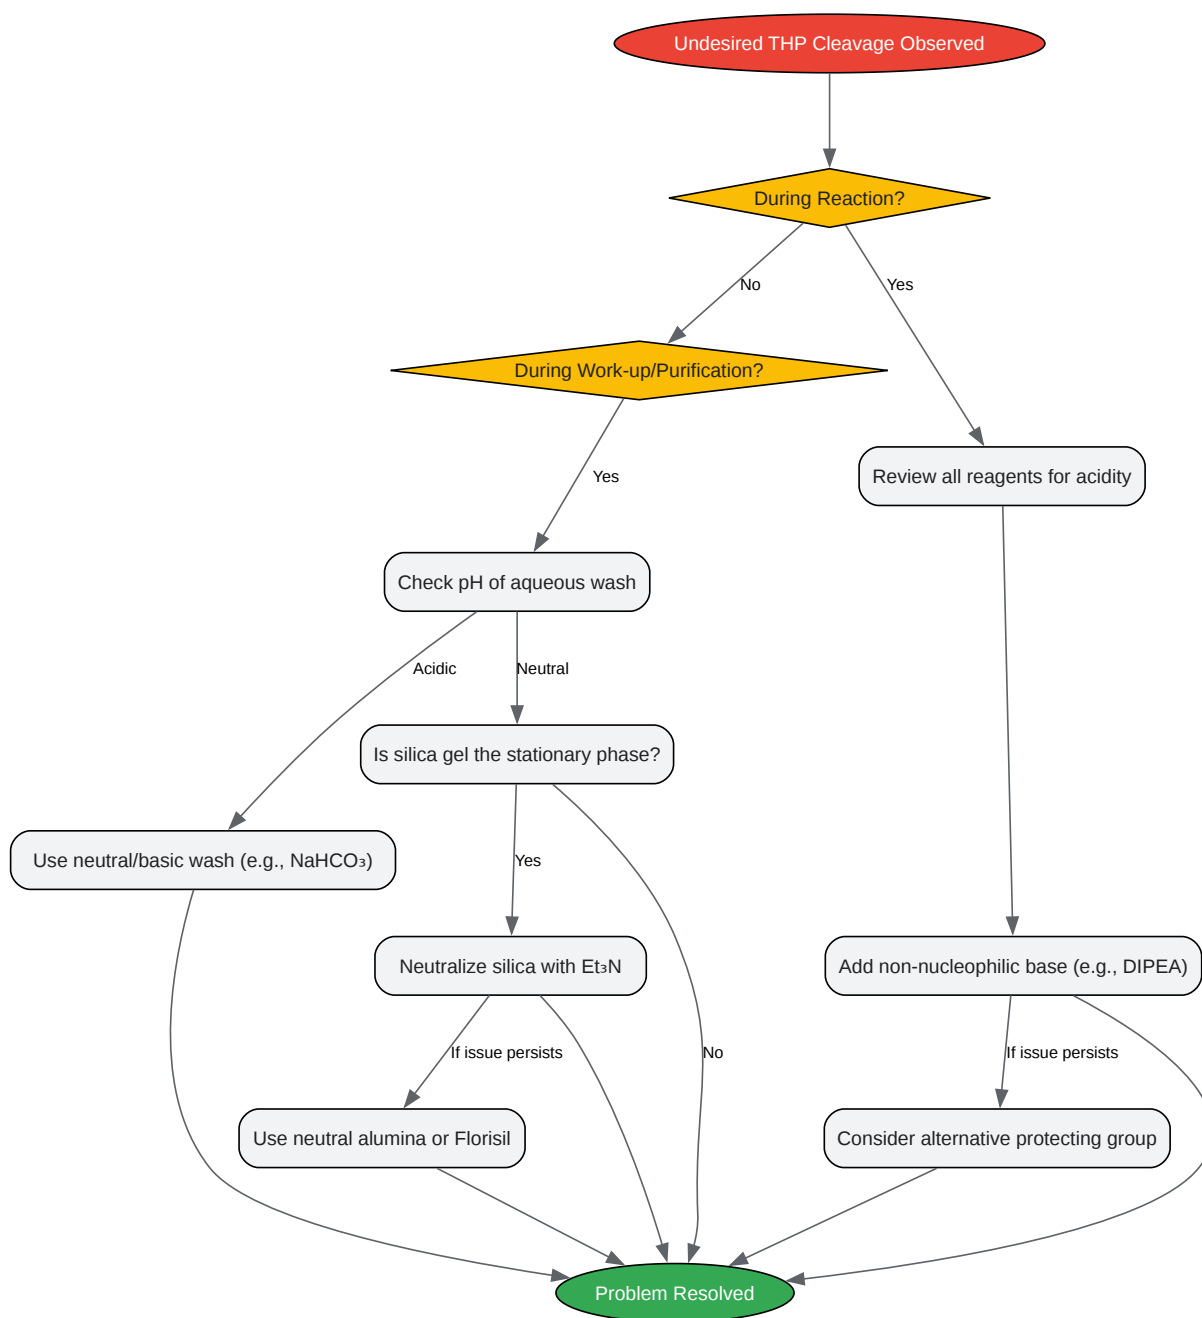 Undesired THP Cleavage Observed
During Reaction?
No
Yes
During Work-up/Purification?
Yes
Review all reagents for acidity
Check pH of aqueous wash
Acidic
Neutral
Is silica gel the stationary phase?
Use neutral/basic wash (e.g., NaHCO₃)
Yes
Neutralize silica with Et₃N
Add non-nucleophilic base (e.g., DIPEA)
If issue persists
No
If issue persists
Use neutral alumina or Florisil
Consider alternative protecting group
Problem Resolved